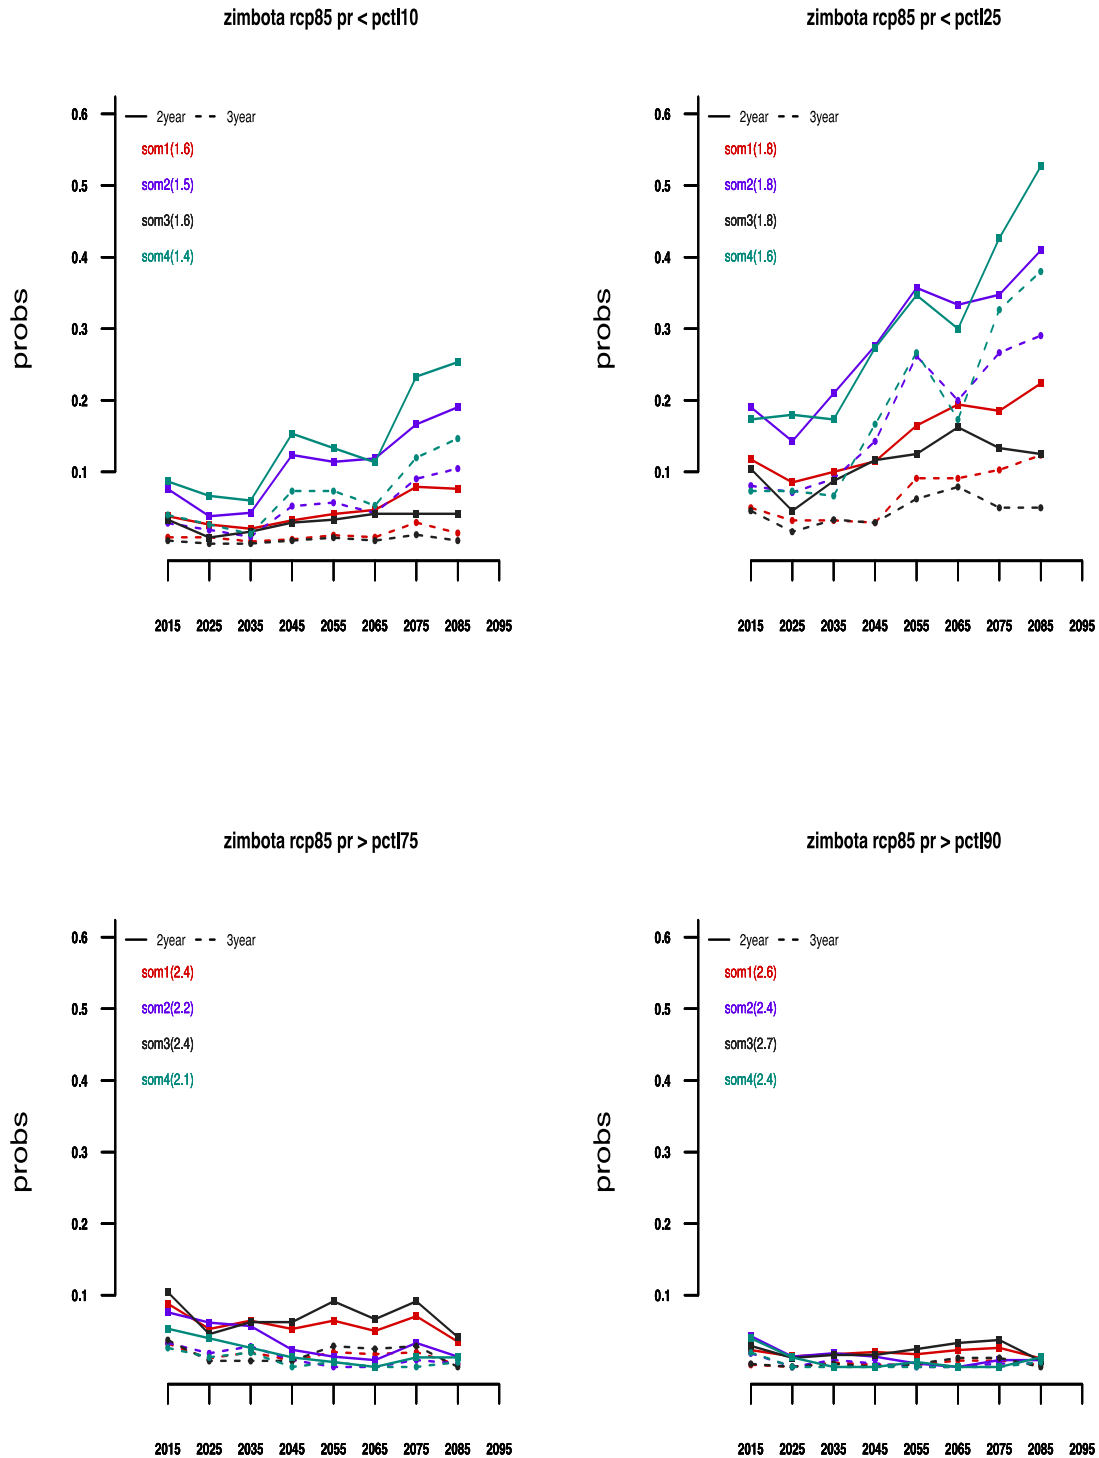 zimbota rcp85 pr < pctl10
0.6
0.5
0.4
0.3
0.2
0.1
probs
2year
3year
som1(1.6)
som2(1.5)
som3(1.6)
som4(1.4)
2015 2025 2035 2045 2055 2065 2075 2085 2095
zimbota rcp85 pr < pctl25
0.6
0.5
0.4
0.3
0.2
0.1
probs
2year
3year
som1(1.8)
som2(1.8)
som3(1.8)
som4(1.6)
2015 2025 2035 2045 2055 2065 2075 2085 2095
zimbota rcp85 pr > pctl75
0.6
0.5
0.4
0.3
0.2
0.1
probs
2year
3year
som1(2.4)
som2(2.2)
som3(2.4)
som4(2.1)
2015 2025 2035 2045 2055 2065 2075 2085 2095
zimbota rcp85 pr > pctl90
0.6
0.5
0.4
0.3
0.2
0.1
probs
2year
3year
som1(2.6)
som2(2.4)
som3(2.7)
som4(2.4)
2015 2025 2035 2045 2055 2065 2075 2085 2095